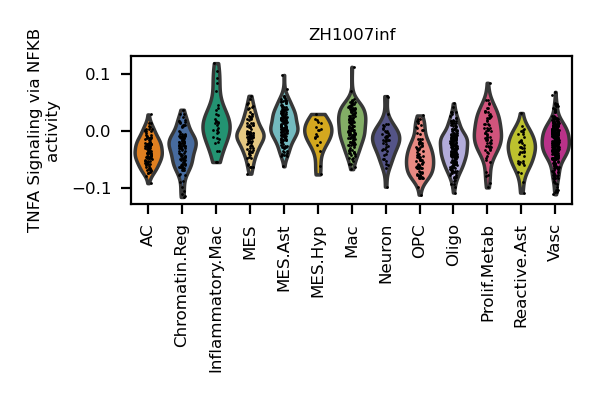 ZH1007inf
TNFA Signaling via NFKB
activity
0.1
0.0
−0.1
AC
Chromatin.Reg
Inflammatory.Mac
MES
MES.Ast
MES.Hyp
Mac
Neuron
OPC
Oligo
Prolif.Metab
Reactive.Ast
Vasc